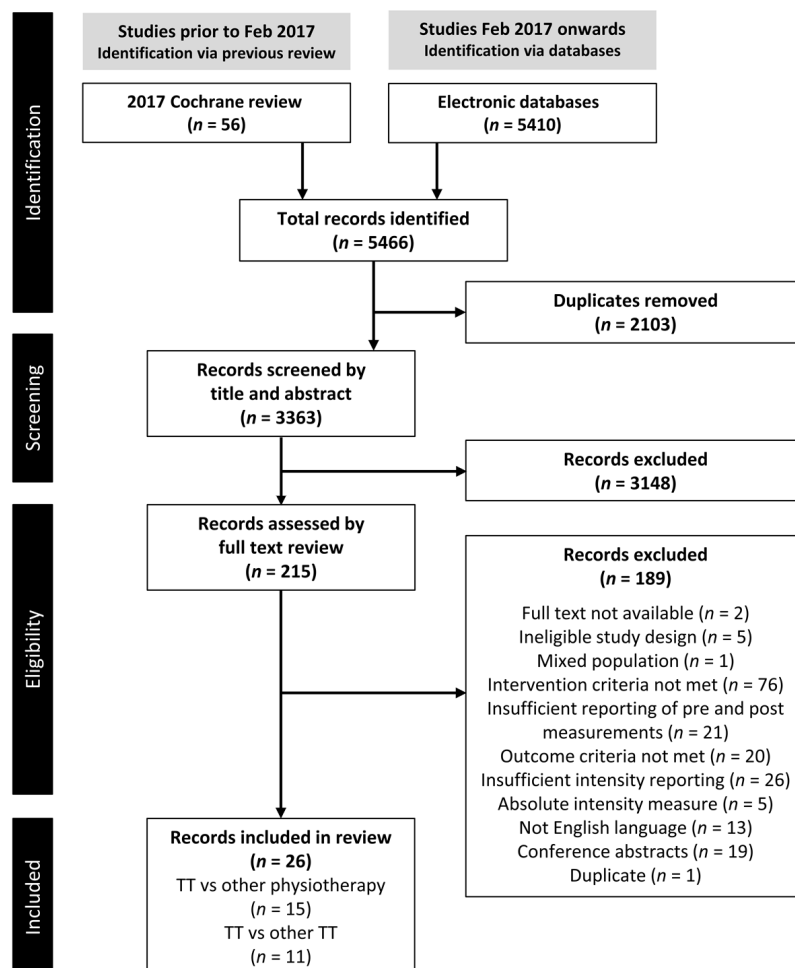 Studies prior to Feb 2017
Identification via previous review
Studies Feb 2017 onwards
Identification via databases
Identification
2017 Cochrane review
(n = 56)
Electronic databases
(n = 5410)
Total records identified
(n = 5466)
Duplicates removed
(n = 2103)
Screening
Records screened by
title and abstract
(n = 3363)
Records excluded
(n = 3148)
Eligibility
Records assessed by
full text review
(n = 215)
Records excluded
(n = 189)
Full text not available (n = 2)
Ineligible study design (n = 5)
Mixed population (n = 1)
Intervention criteria not met (n = 76)
Insufficient reporting of pre and post
measurements (n = 21)
Outcome criteria not met (n = 20)
Insufficient intensity reporting (n = 26)
Absolute intensity measure (n = 5)
Not English language (n = 13)
Conference abstracts (n = 19)
Duplicate (n = 1)
Included
Records included in review
(n = 26)
TT vs other physiotherapy
(n = 15)
TT vs other TT
(n = 11)